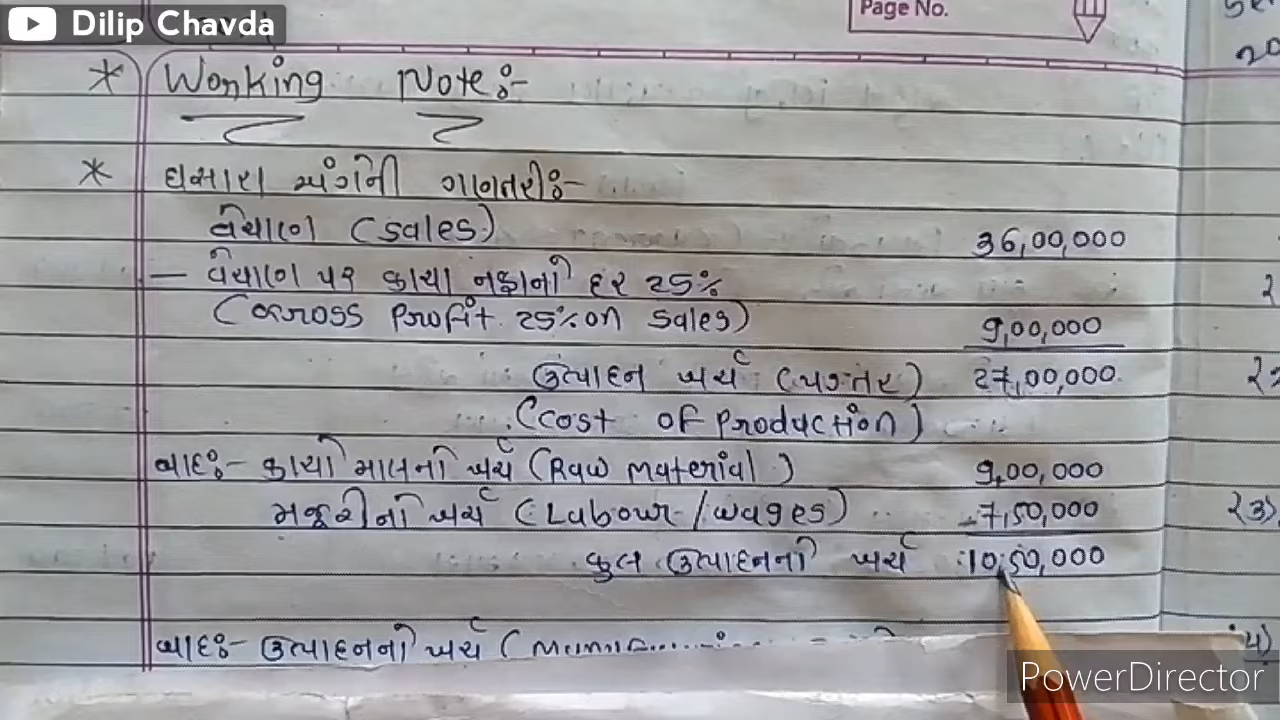 Dilip Chavda
Page No.
* Working Note:-
* ઘસારા અંગેની ગણતરી:-
વેચાણ (sales) 36,00,000
— વેચાણ પર કાચા નફાનો દર 25%
(Gross Profit 25% on sales) 9,00,000
ઉત્પાદન ખર્ચ (પડતર) 27,00,000
(Cost of Production)
બાદ:- કાચો માલનો ખર્ચ (Raw Material) 9,00,000
મજૂરીનો ખર્ચ (Labour/wages) 7,50,000
કુલ ઉત્પાદનનો ખર્ચ 10,50,000
બાદ:- ઉત્પાદનનો ખર્ચ (
PowerDirector